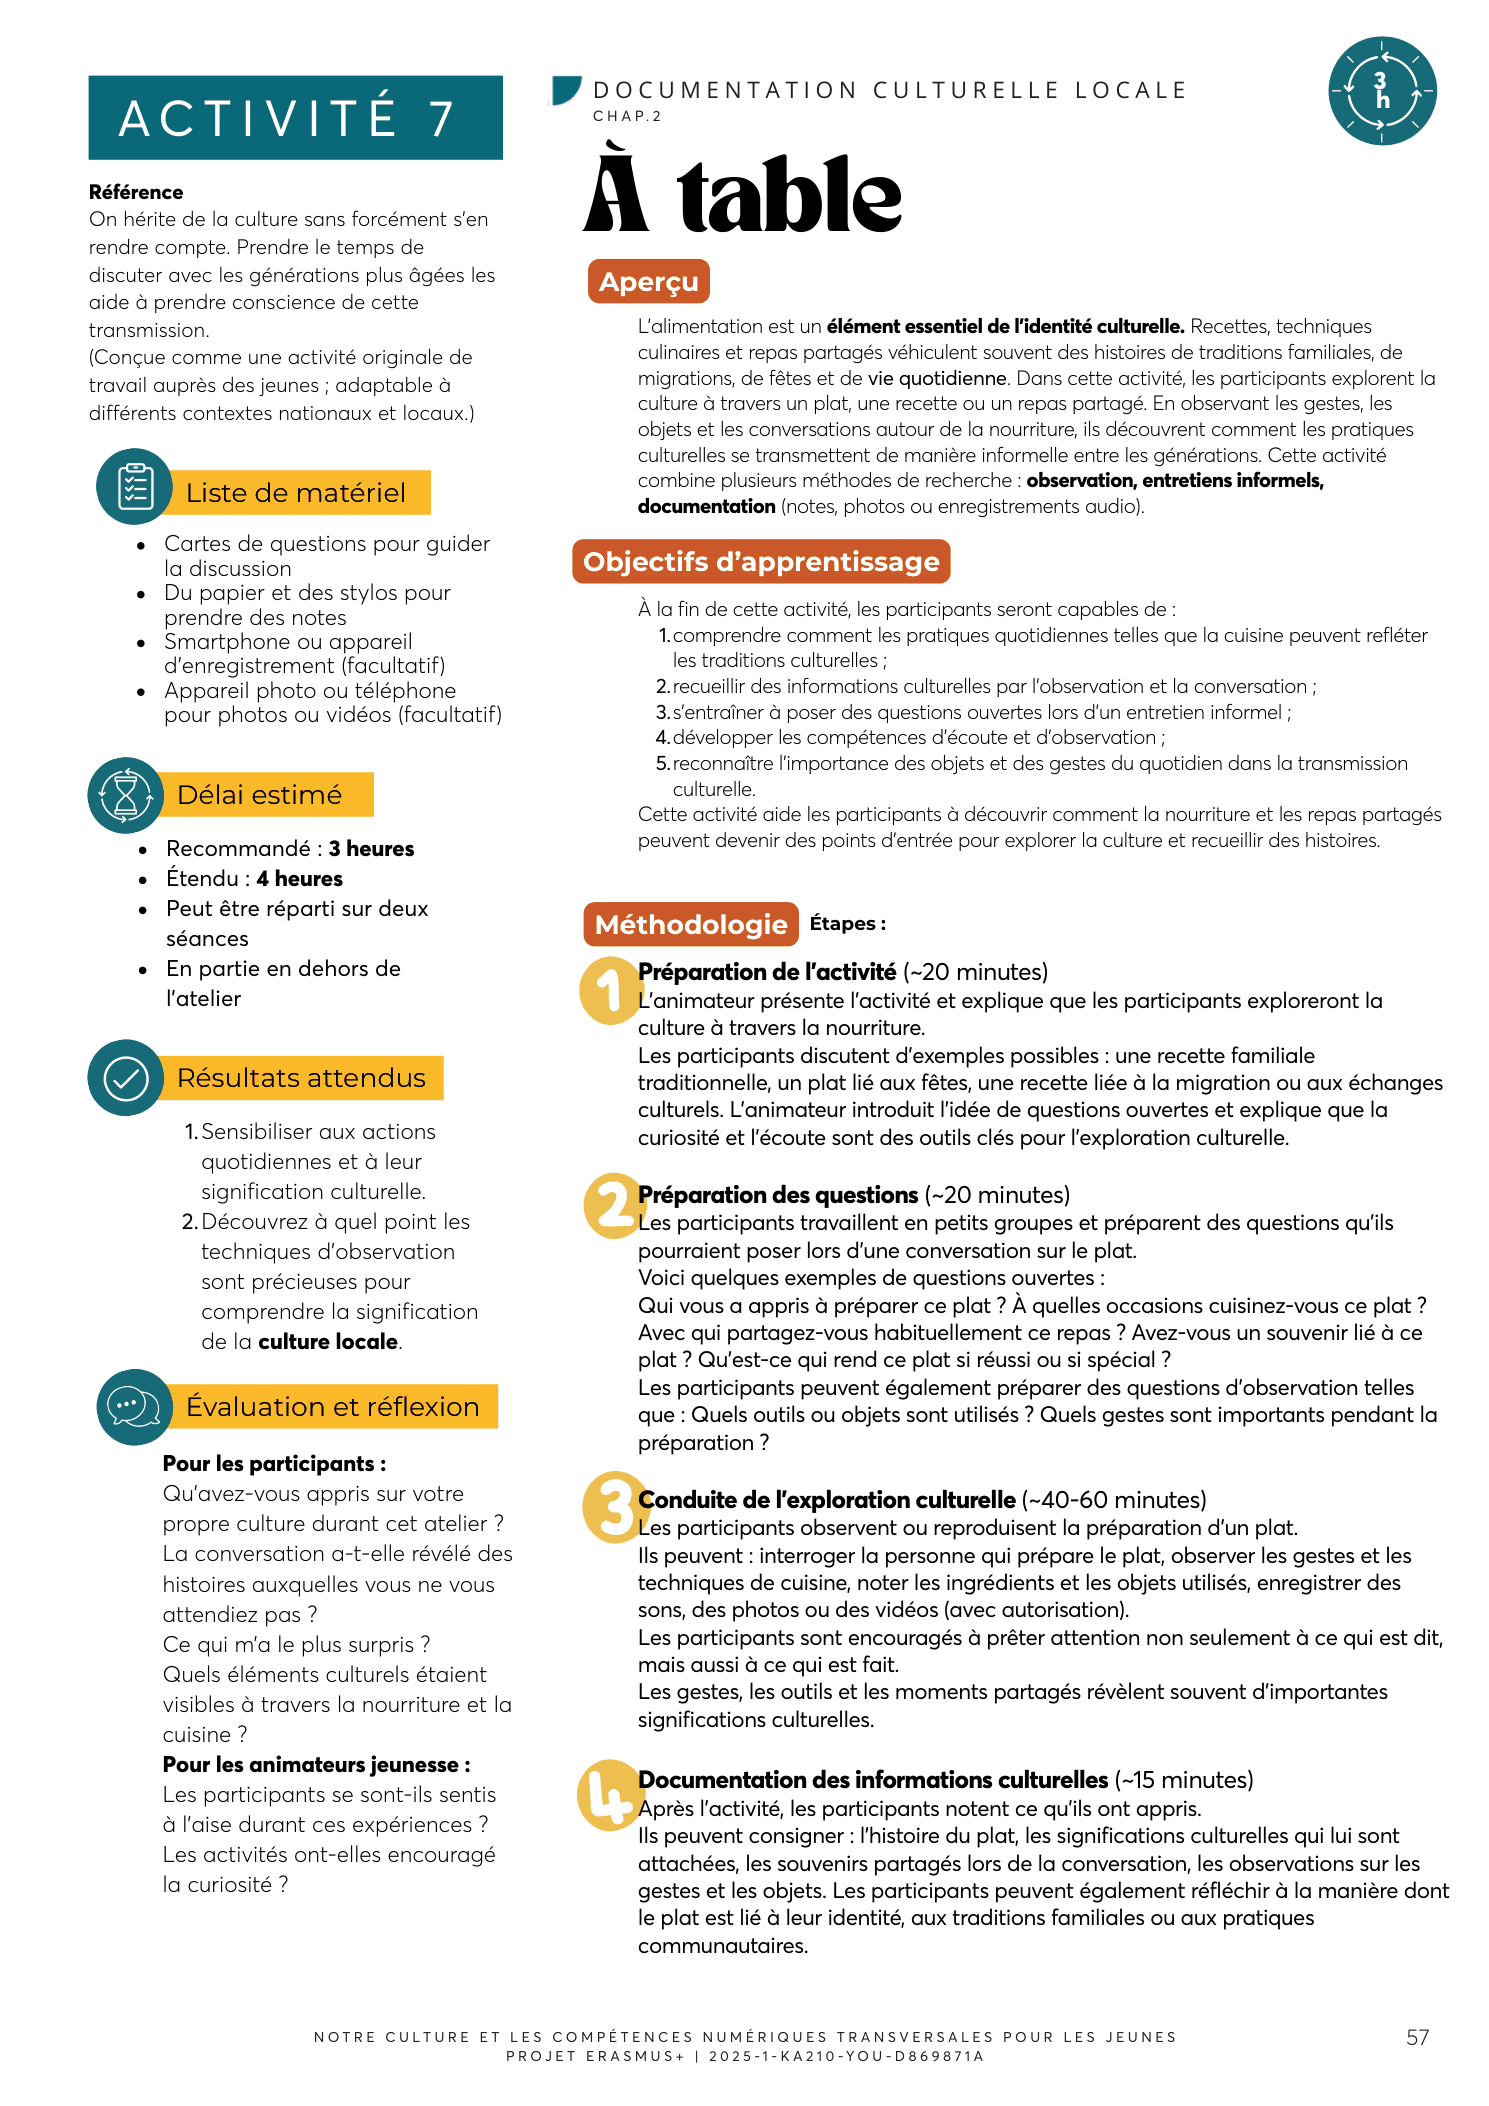 ACTIVITÉ 7
Référence
On hérite de la culture sans forcément s'en
rendre compte. Prendre le temps de
discuter avec les générations plus âgées les
aide à prendre conscience de cette
transmission.
(Conçue comme une activité originale de
travail auprès des jeunes ; adaptable à
différents contextes nationaux et locaux.)
Liste de matériel
• Cartes de questions pour guider
la discussion
• Du papier et des stylos pour
prendre des notes
• Smartphone ou appareil
d'enregistrement (facultatif)
• Appareil photo ou téléphone
pour photos ou vidéos (facultatif)
Délai estimé
• Recommandé : 3 heures
• Étendu : 4 heures
• Peut être réparti sur deux
séances
• En partie en dehors de
l'atelier
Résultats attendus
1. Sensibiliser aux actions
quotidiennes et à leur
signification culturelle.
2. Découvrez à quel point les
techniques d'observation
sont précieuses pour
comprendre la signification
de la culture locale.
Évaluation et réflexion
Pour les participants :
Qu'avez-vous appris sur votre
propre culture durant cet atelier ?
La conversation a-t-elle révélé des
histoires auxquelles vous ne vous
attendiez pas ?
Ce qui m'a le plus surpris ?
Quels éléments culturels étaient
visibles à travers la nourriture et la
cuisine ?
Pour les animateurs jeunesse :
Les participants se sont-ils sentis
à l'aise durant ces expériences ?
Les activités ont-elles encouragé
la curiosité ?
DOCUMENTATION CULTURELLE LOCALE
CHAP.2
3
h
À table
Aperçu
L'alimentation est un élément essentiel de l'identité culturelle. Recettes, techniques
culinaires et repas partagés véhiculent souvent des histoires de traditions familiales, de
migrations, de fêtes et de vie quotidienne. Dans cette activité, les participants explorent la
culture à travers un plat, une recette ou un repas partagé. En observant les gestes, les
objets et les conversations autour de la nourriture, ils découvrent comment les pratiques
culturelles se transmettent de manière informelle entre les générations. Cette activité
combine plusieurs méthodes de recherche : observation, entretiens informels,
documentation (notes, photos ou enregistrements audio).
Objectifs d'apprentissage
À la fin de cette activité, les participants seront capables de :
1. comprendre comment les pratiques quotidiennes telles que la cuisine peuvent refléter
les traditions culturelles ;
2. recueillir des informations culturelles par l'observation et la conversation ;
3. s'entraîner à poser des questions ouvertes lors d'un entretien informel ;
4. développer les compétences d'écoute et d'observation ;
5. reconnaître l'importance des objets et des gestes du quotidien dans la transmission
culturelle.
Cette activité aide les participants à découvrir comment la nourriture et les repas partagés
peuvent devenir des points d'entrée pour explorer la culture et recueillir des histoires.
Méthodologie Étapes :
1 Préparation de l'activité (~20 minutes)
L'animateur présente l'activité et explique que les participants exploreront la
culture à travers la nourriture.
Les participants discutent d'exemples possibles : une recette familiale
traditionnelle, un plat lié aux fêtes, une recette liée à la migration ou aux échanges
culturels. L'animateur introduit l'idée de questions ouvertes et explique que la
curiosité et l'écoute sont des outils clés pour l'exploration culturelle.
2 Préparation des questions (~20 minutes)
Les participants travaillent en petits groupes et préparent des questions qu'ils
pourraient poser lors d'une conversation sur le plat.
Voici quelques exemples de questions ouvertes :
Qui vous a appris à préparer ce plat ? À quelles occasions cuisinez-vous ce plat ?
Avec qui partagez-vous habituellement ce repas ? Avez-vous un souvenir lié à ce
plat ? Qu'est-ce qui rend ce plat si réussi ou si spécial ?
Les participants peuvent également préparer des questions d'observation telles
que : Quels outils ou objets sont utilisés ? Quels gestes sont importants pendant la
préparation ?
3 Conduite de l'exploration culturelle (~40-60 minutes)
Les participants observent ou reproduisent la préparation d'un plat.
Ils peuvent : interroger la personne qui prépare le plat, observer les gestes et les
techniques de cuisine, noter les ingrédients et les objets utilisés, enregistrer des
sons, des photos ou des vidéos (avec autorisation).
Les participants sont encouragés à prêter attention non seulement à ce qui est dit,
mais aussi à ce qui est fait.
Les gestes, les outils et les moments partagés révèlent souvent d'importantes
significations culturelles.
4 Documentation des informations culturelles (~15 minutes)
Après l'activité, les participants notent ce qu'ils ont appris.
Ils peuvent consigner : l'histoire du plat, les significations culturelles qui lui sont
attachées, les souvenirs partagés lors de la conversation, les observations sur les
gestes et les objets. Les participants peuvent également réfléchir à la manière dont
le plat est lié à leur identité, aux traditions familiales ou aux pratiques
communautaires.
NOTRE CULTURE ET LES COMPÉTENCES NUMÉRIQUES TRANSVERSALES POUR LES JEUNES
PROJET ERASMUS+ | 2025-1-KA210-YOU-D869871A
57